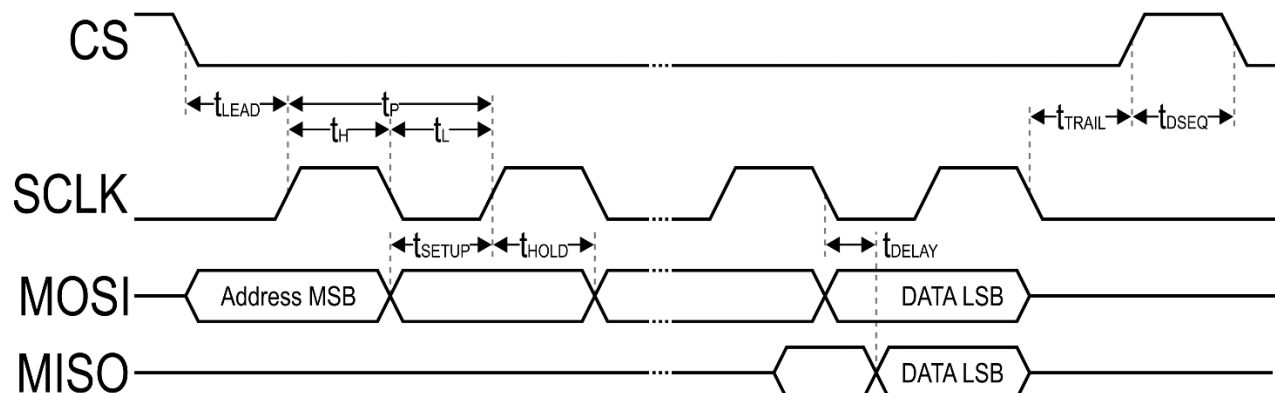 CS
tLEAD tP
tH tL
tTRAIL tDSEQ
SCLK
tSETUP tHOLD tDELAY
MOSI Address MSB DATA LSB
MISO DATA LSB